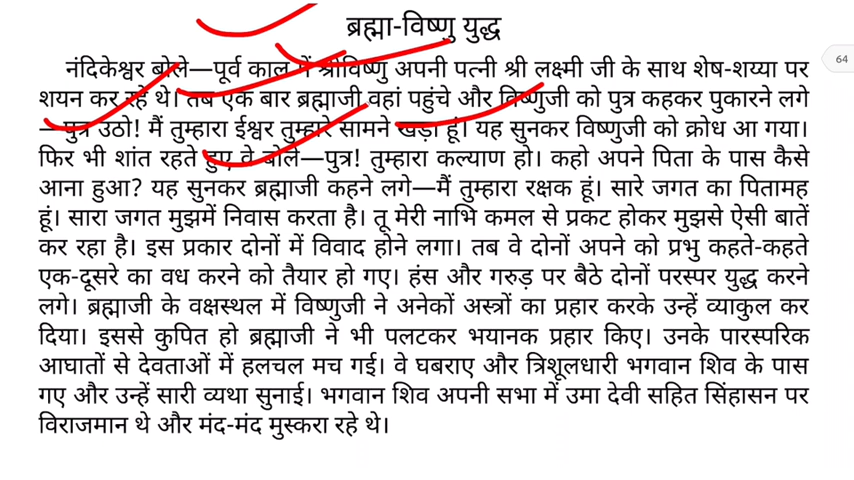 ब्रह्मा-विष्णु युद्ध
64
नंदिकेश्वर बोले—पूर्व काल में श्रीविष्णु अपनी पत्नी श्री लक्ष्मी जी के साथ शेष-शय्या पर
शयन कर रहे थे। तब एक बार ब्रह्माजी वहां पहुंचे और विष्णुजी को पुत्र कहकर पुकारने लगे
—पुत्र उठो! मैं तुम्हारा ईश्वर तुम्हारे सामने खड़ा हूं। यह सुनकर विष्णुजी को क्रोध आ गया।
फिर भी शांत रहते हुए वे बोले—पुत्र! तुम्हारा कल्याण हो। कहो अपने पिता के पास कैसे
आना हुआ? यह सुनकर ब्रह्माजी कहने लगे—मैं तुम्हारा रक्षक हूं। सारे जगत का पितामह
हूं। सारा जगत मुझमें निवास करता है। तू मेरी नाभि कमल से प्रकट होकर मुझसे ऐसी बातें
कर रहा है। इस प्रकार दोनों में विवाद होने लगा। तब वे दोनों अपने को प्रभु कहते-कहते
एक-दूसरे का वध करने को तैयार हो गए। हंस और गरुड़ पर बैठे दोनों परस्पर युद्ध करने
लगे। ब्रह्माजी के वक्षस्थल में विष्णुजी ने अनेकों अस्त्रों का प्रहार करके उन्हें व्याकुल कर
दिया। इससे कुपित हो ब्रह्माजी ने भी पलटकर भयानक प्रहार किए। उनके पारस्परिक
आघातों से देवताओं में हलचल मच गई। वे घबराए और त्रिशूलधारी भगवान शिव के पास
गए और उन्हें सारी व्यथा सुनाई। भगवान शिव अपनी सभा में उमा देवी सहित सिंहासन पर
विराजमान थे और मंद-मंद मुस्करा रहे थे।